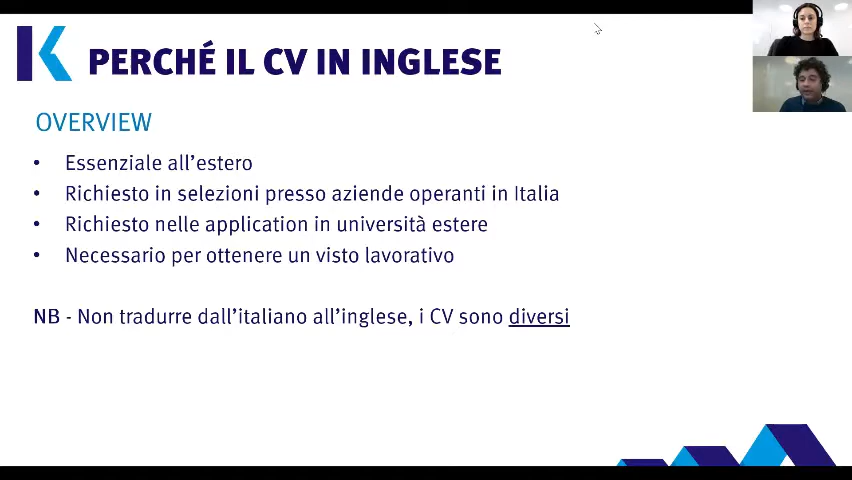 K PERCHÉ IL CV IN INGLESE
OVERVIEW
• Essenziale all'estero
• Richiesto in selezioni presso aziende operanti in Italia
• Richiesto nelle application in università estere
• Necessario per ottenere un visto lavorativo
NB - Non tradurre dall'italiano all'inglese, i CV sono diversi